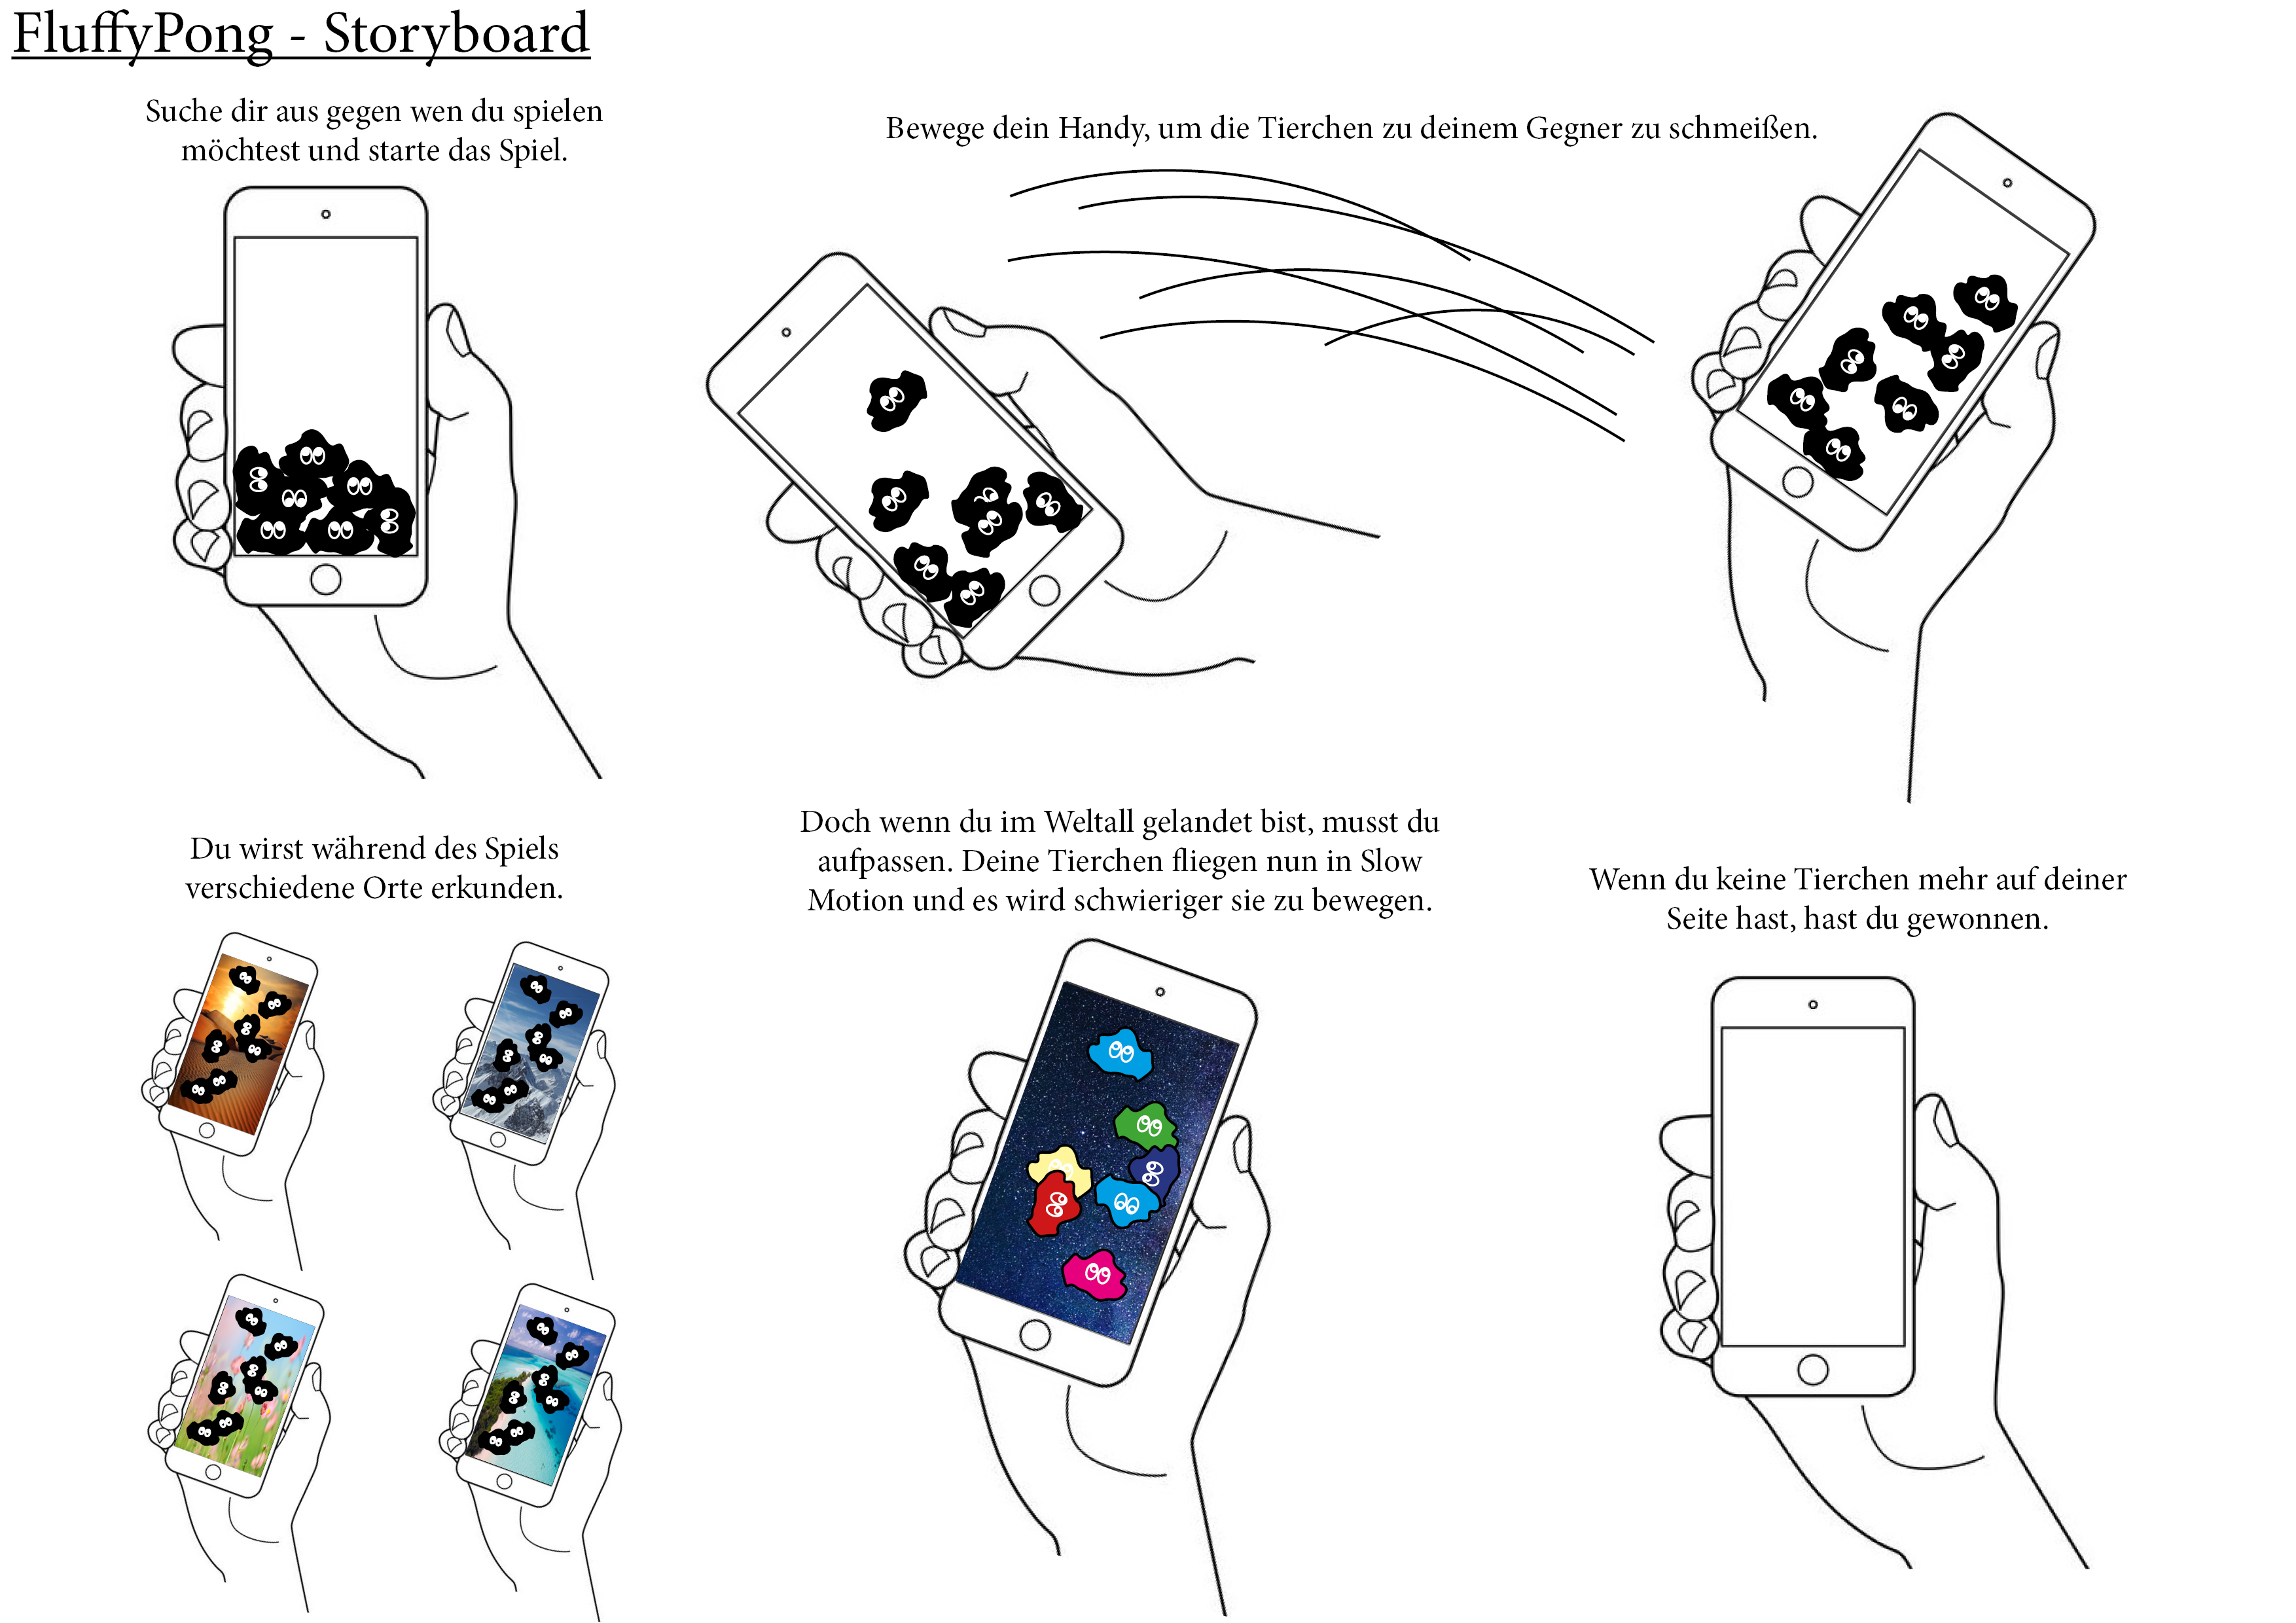 FluffyPong - Storyboard
Suche dir aus gegen wen du spielen
möchtest und starte das Spiel.
Bewege dein Handy, um die Tierchen zu deinem Gegner zu schmeißen.
Du wirst während des Spiels
verschiedene Orte erkunden.
Doch wenn du im Weltall gelandet bist, musst du
aufpassen. Deine Tierchen fliegen nun in Slow
Motion und es wird schwieriger sie zu bewegen.
Wenn du keine Tierchen mehr auf deiner
Seite hast, hast du gewonnen.